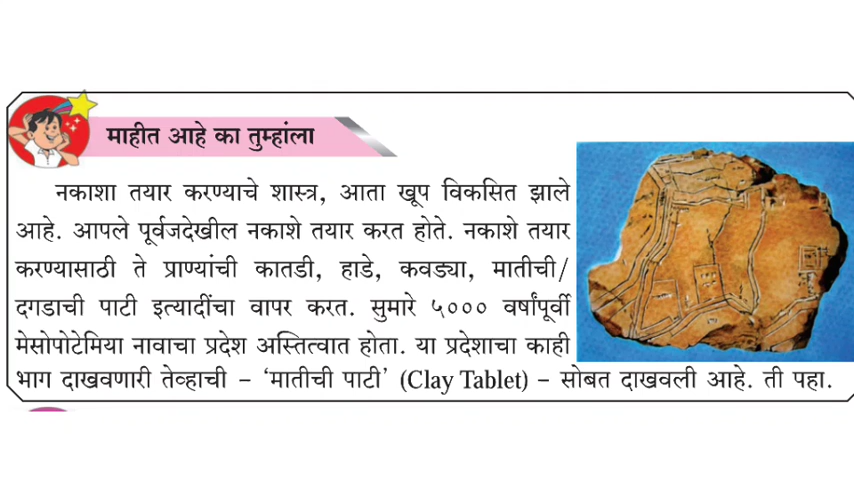 माहीत आहे का तुम्हांला
नकाशा तयार करण्याचे शास्त्र, आता खूप विकसित झाले
आहे. आपले पूर्वजदेखील नकाशे तयार करत होते. नकाशे तयार
करण्यासाठी ते प्राण्यांची कातडी, हाडे, कवड्या, मातीची/
दगडाची पाटी इत्यादींचा वापर करत. सुमारे ५००० वर्षांपूर्वी
मेसोपोटेमिया नावाचा प्रदेश अस्तित्वात होता. या प्रदेशाचा काही
भाग दाखवणारी तेव्हाची – ‘मातीची पाटी’ (Clay Tablet) – सोबत दाखवली आहे. ती पहा.